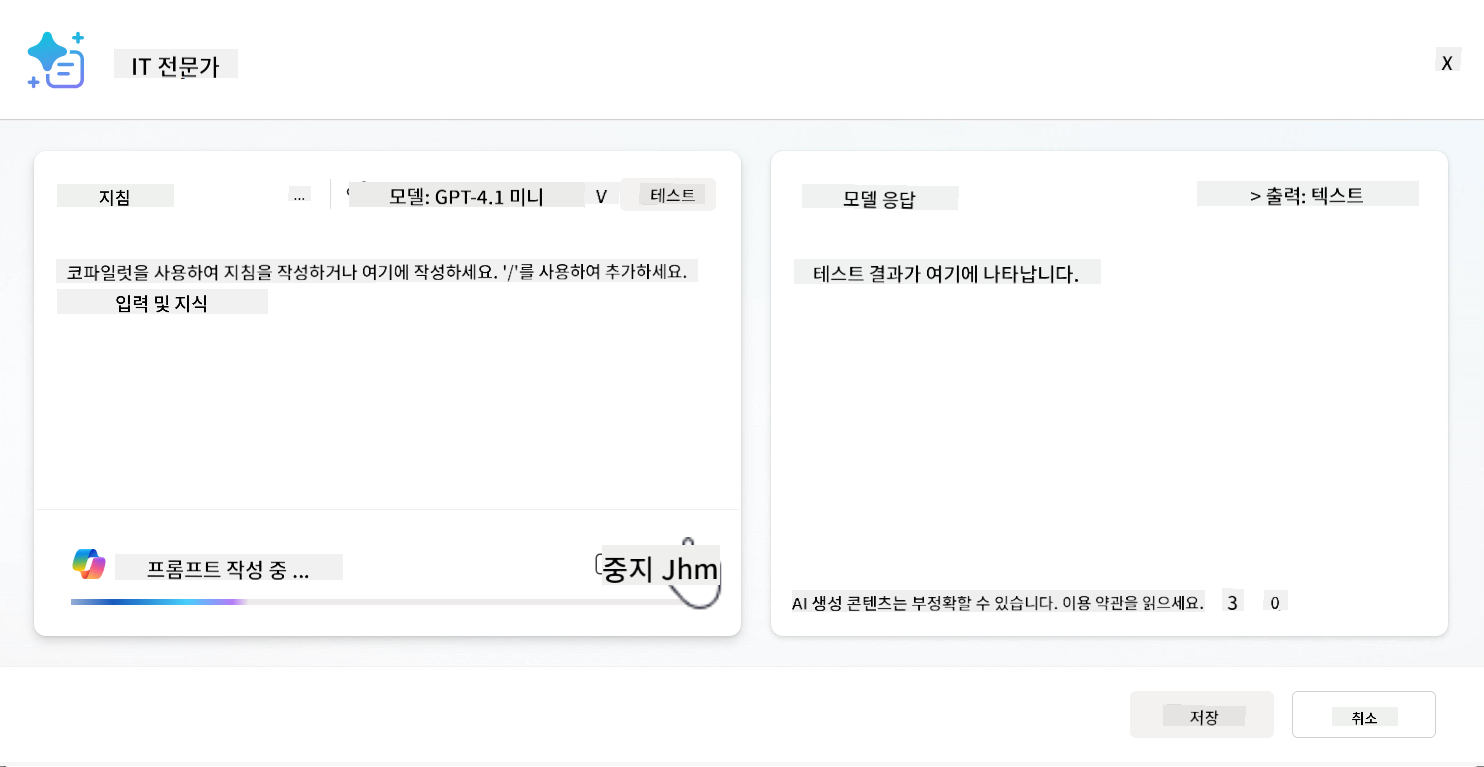 IT 전문가
X
지침 ... 모델: GPT-4.1 미니 V 테스트
코파일럿을 사용하여 지침을 작성하거나 여기에 작성하세요. '/'를 사용하여 추가하세요.
입력 및 지식
프롬프트 작성 중 ...
중지 Jhm
모델 응답 > 출력: 텍스트
테스트 결과가 여기에 나타납니다.
AI 생성 콘텐츠는 부정확할 수 있습니다. 이용 약관을 읽으세요. 3 0
저장 취소